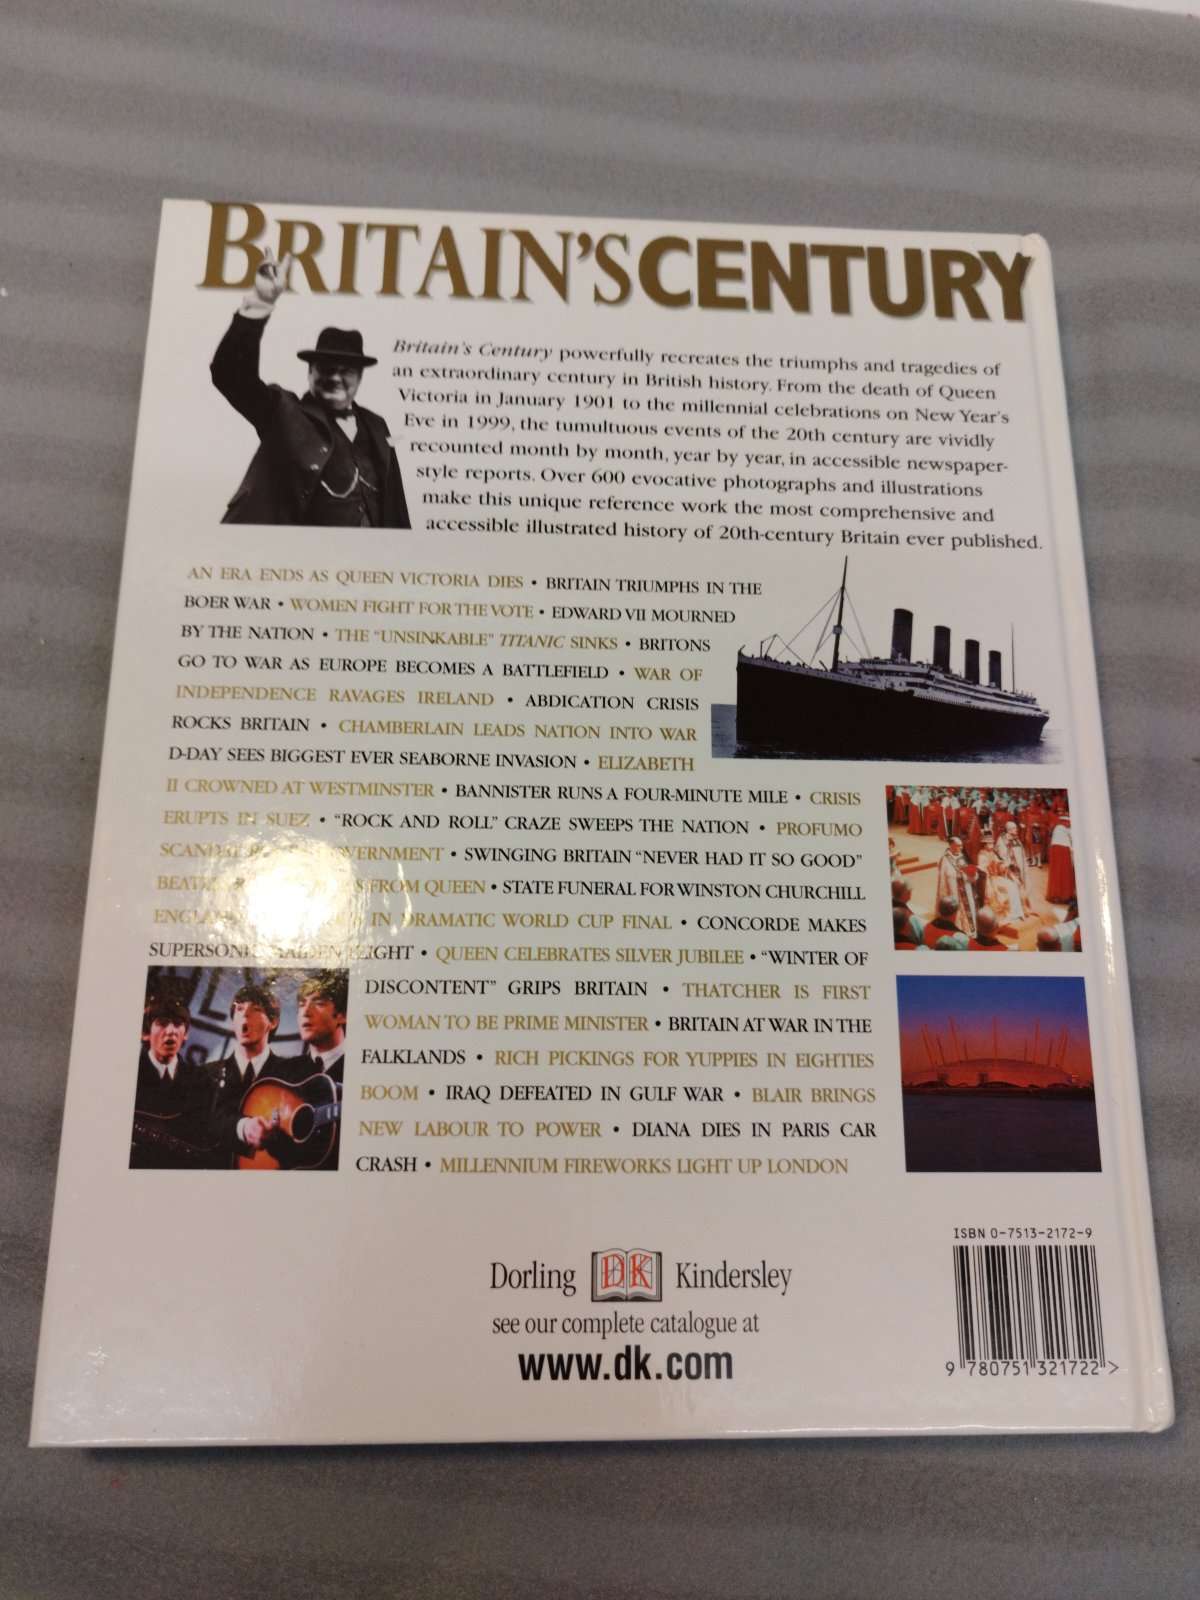 BRITAIN'SCENTURY
Britain's Century powerfully recreates the triumphs and tragedies of
an extraordinary century in British history. From the death of Queen
Victoria in January 1901 to the millennial celebrations on New Year's
Eve in 1999, the tumultuous events of the 20th century are vividly
recounted month by month, year by year, in accessible newspaper-
style reports. Over 600 evocative photographs and illustrations
make this unique reference work the most comprehensive and
accessible illustrated history of 20th-century Britain ever published.
AN ERA ENDS AS QUEEN VICTORIA DIES • BRITAIN TRIUMPHS IN THE
BOER WAR • WOMEN FIGHT FOR THE VOTE • EDWARD VII MOURNED
BY THE NATION • THE "UNSINKABLE" TITANIC SINKS • BRITONS
GO TO WAR AS EUROPE BECOMES A BATTLEFIELD • WAR OF
INDEPENDENCE RAVAGES IRELAND • ABDICATION CRISIS
ROCKS BRITAIN • CHAMBERLAIN LEADS NATION INTO WAR
D-DAY SEES BIGGEST EVER SEABORNE INVASION • ELIZABETH
II CROWNED AT WESTMINSTER • BANNISTER RUNS A FOUR-MINUTE MILE • CRISIS
ERUPTS IN SUEZ • "ROCK AND ROLL" CRAZE SWEEPS THE NATION • PROFUMO
SCANDAL GOVERNMENT • SWINGING BRITAIN "NEVER HAD IT SO GOOD"
BEATLES FROM QUEEN • STATE FUNERAL FOR WINSTON CHURCHILL
ENGLAND IN DRAMATIC WORLD CUP FINAL • CONCORDE MAKES
SUPERSONIC MAIDEN FLIGHT • QUEEN CELEBRATES SILVER JUBILEE • "WINTER OF
DISCONTENT" GRIPS BRITAIN • THATCHER IS FIRST
WOMAN TO BE PRIME MINISTER • BRITAIN AT WAR IN THE
FALKLANDS • RICH PICKINGS FOR YUPPIES IN EIGHTIES
BOOM • IRAQ DEFEATED IN GULF WAR • BLAIR BRINGS
NEW LABOUR TO POWER • DIANA DIES IN PARIS CAR
CRASH • MILLENNIUM FIREWORKS LIGHT UP LONDON
ISBN 0-7513-2172-9
Dorling DK Kindersley
see our complete catalogue at
www.dk.com
9 780751 321722 >